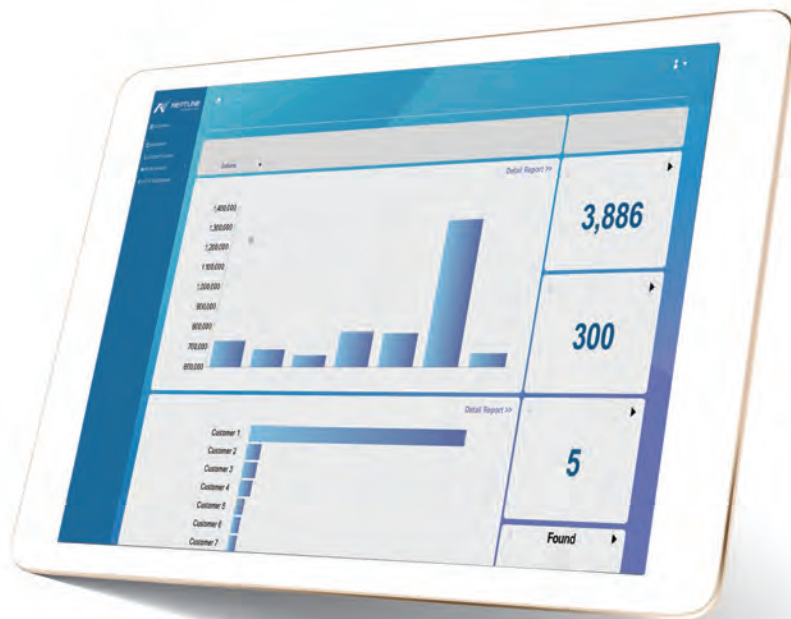 NEPTUNE
Gallons
Detail Report >>
1,400,000
1,300,000
1,200,000
1,100,000
1,000,000
900,000
800,000
700,000
600,000
3,886
300
Detail Report >>
Customer 1
Customer 2
Customer 3
Customer 4
Customer 5
Customer 6
Customer 7
5
Found